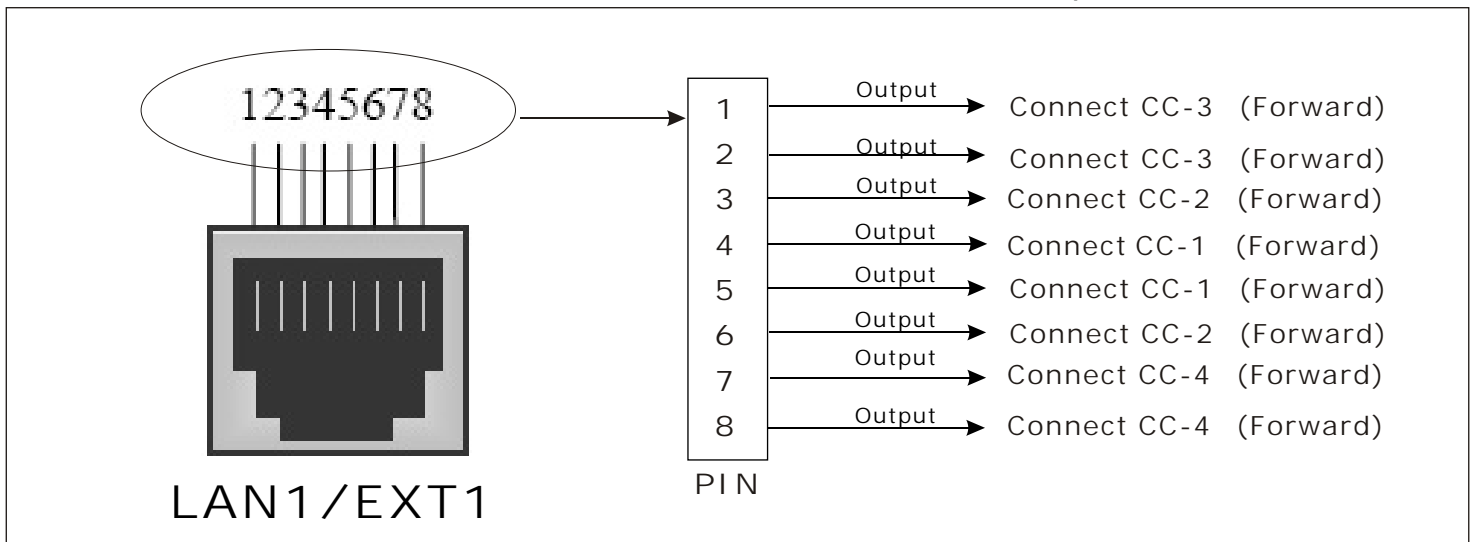 12345678
1 Output Connect CC-3 (Forward)
2 Output Connect CC-3 (Forward)
3 Output Connect CC-2 (Forward)
4 Output Connect CC-1 (Forward)
5 Output Connect CC-1 (Forward)
6 Output Connect CC-2 (Forward)
7 Output Connect CC-4 (Forward)
8 Output Connect CC-4 (Forward)
PIN
LAN1/EXT1